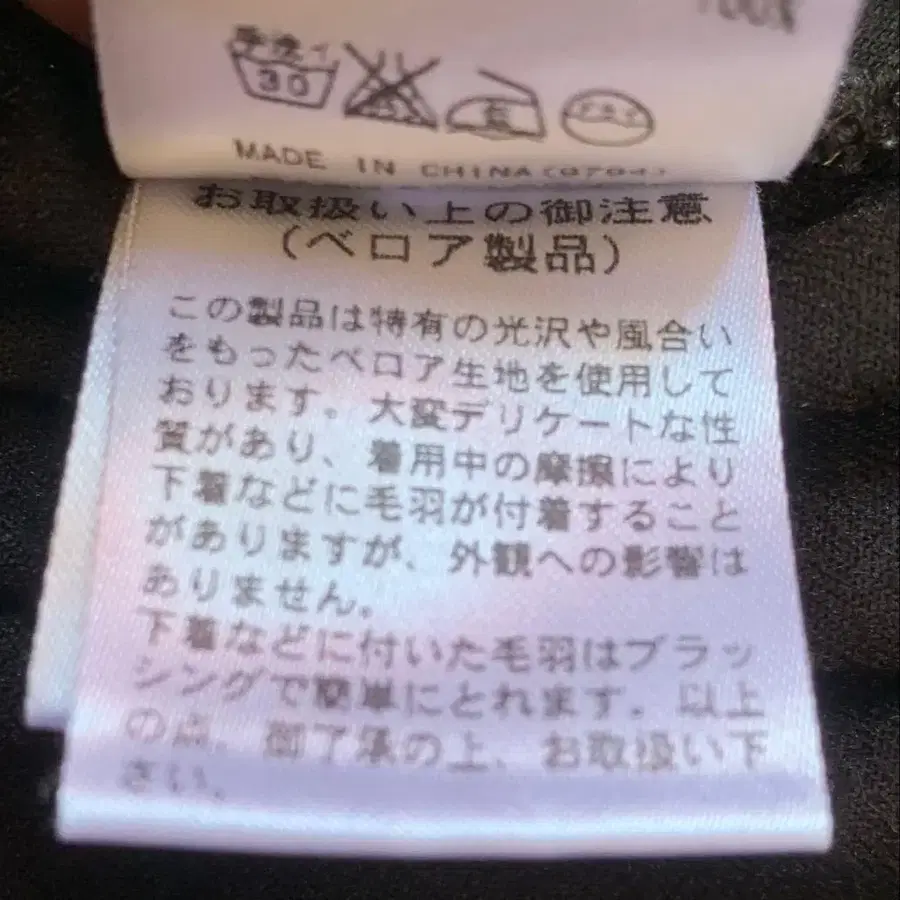 100%
手洗イ
30
MADE IN CHINA(0704)
お取扱い上の御注意
(ベロア製品)
この製品は特有の光沢や風合い
をもったベロア生地を使用して
おります。大変デリケートな性
質があり、着用中の摩擦により
下着などに毛羽が付着すること
がありますが、外観への影響は
ありません。
下着などに付いた毛羽はブラッ
シングで簡単にとれます。以上
の点、御了承の上、お取扱い下
さい。